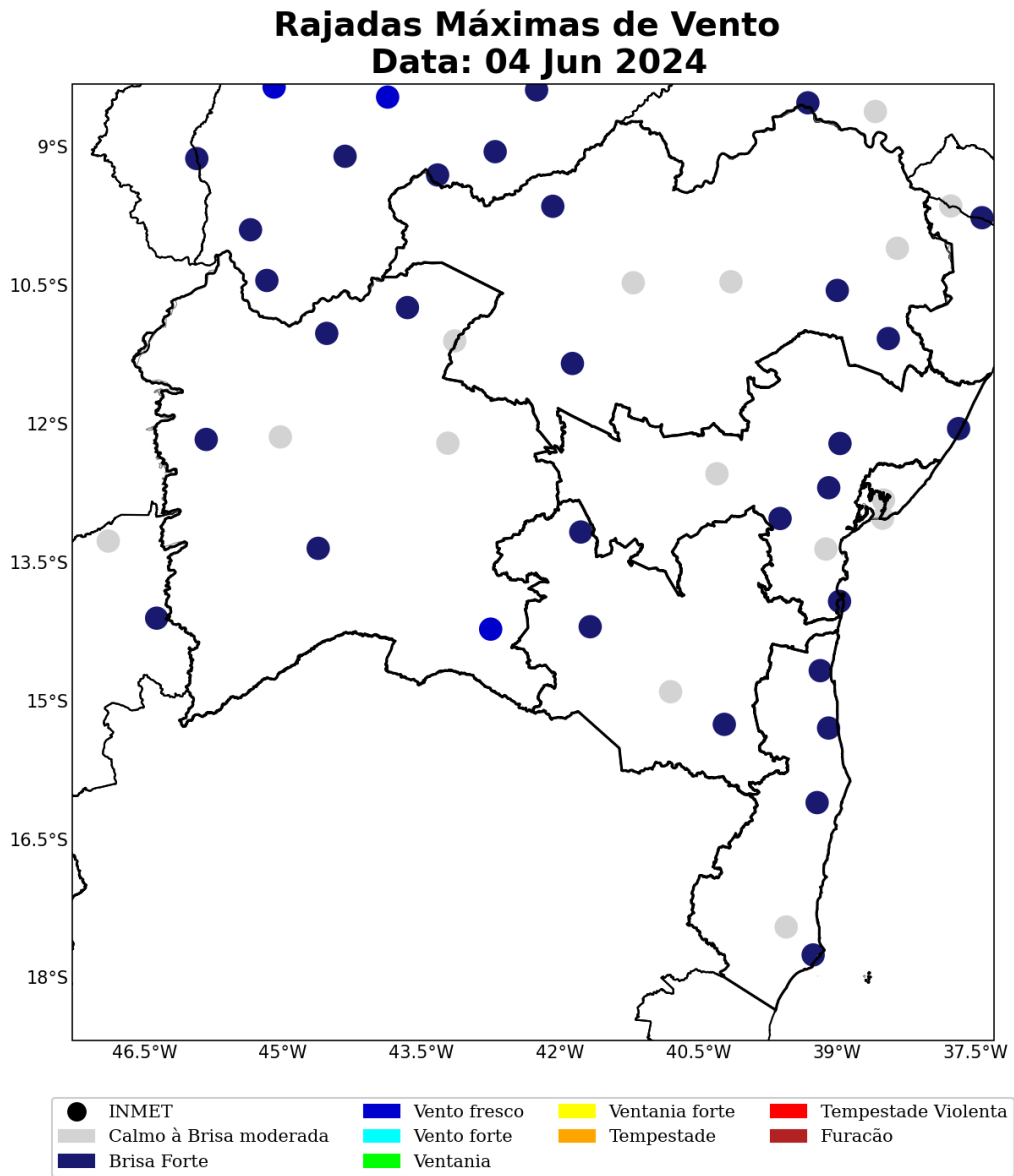 Rajadas Máximas de Vento
Data: 04 Jun 2024
9°S
10.5°S
12°S
13.5°S
15°S
16.5°S
18°S
46.5°W 45°W 43.5°W 42°W 40.5°W 39°W 37.5°W
INMET
Calmo à Brisa moderada
Brisa Forte
Vento fresco
Vento forte
Ventania
Ventania forte
Tempestade
Tempestade Violenta
Furacão